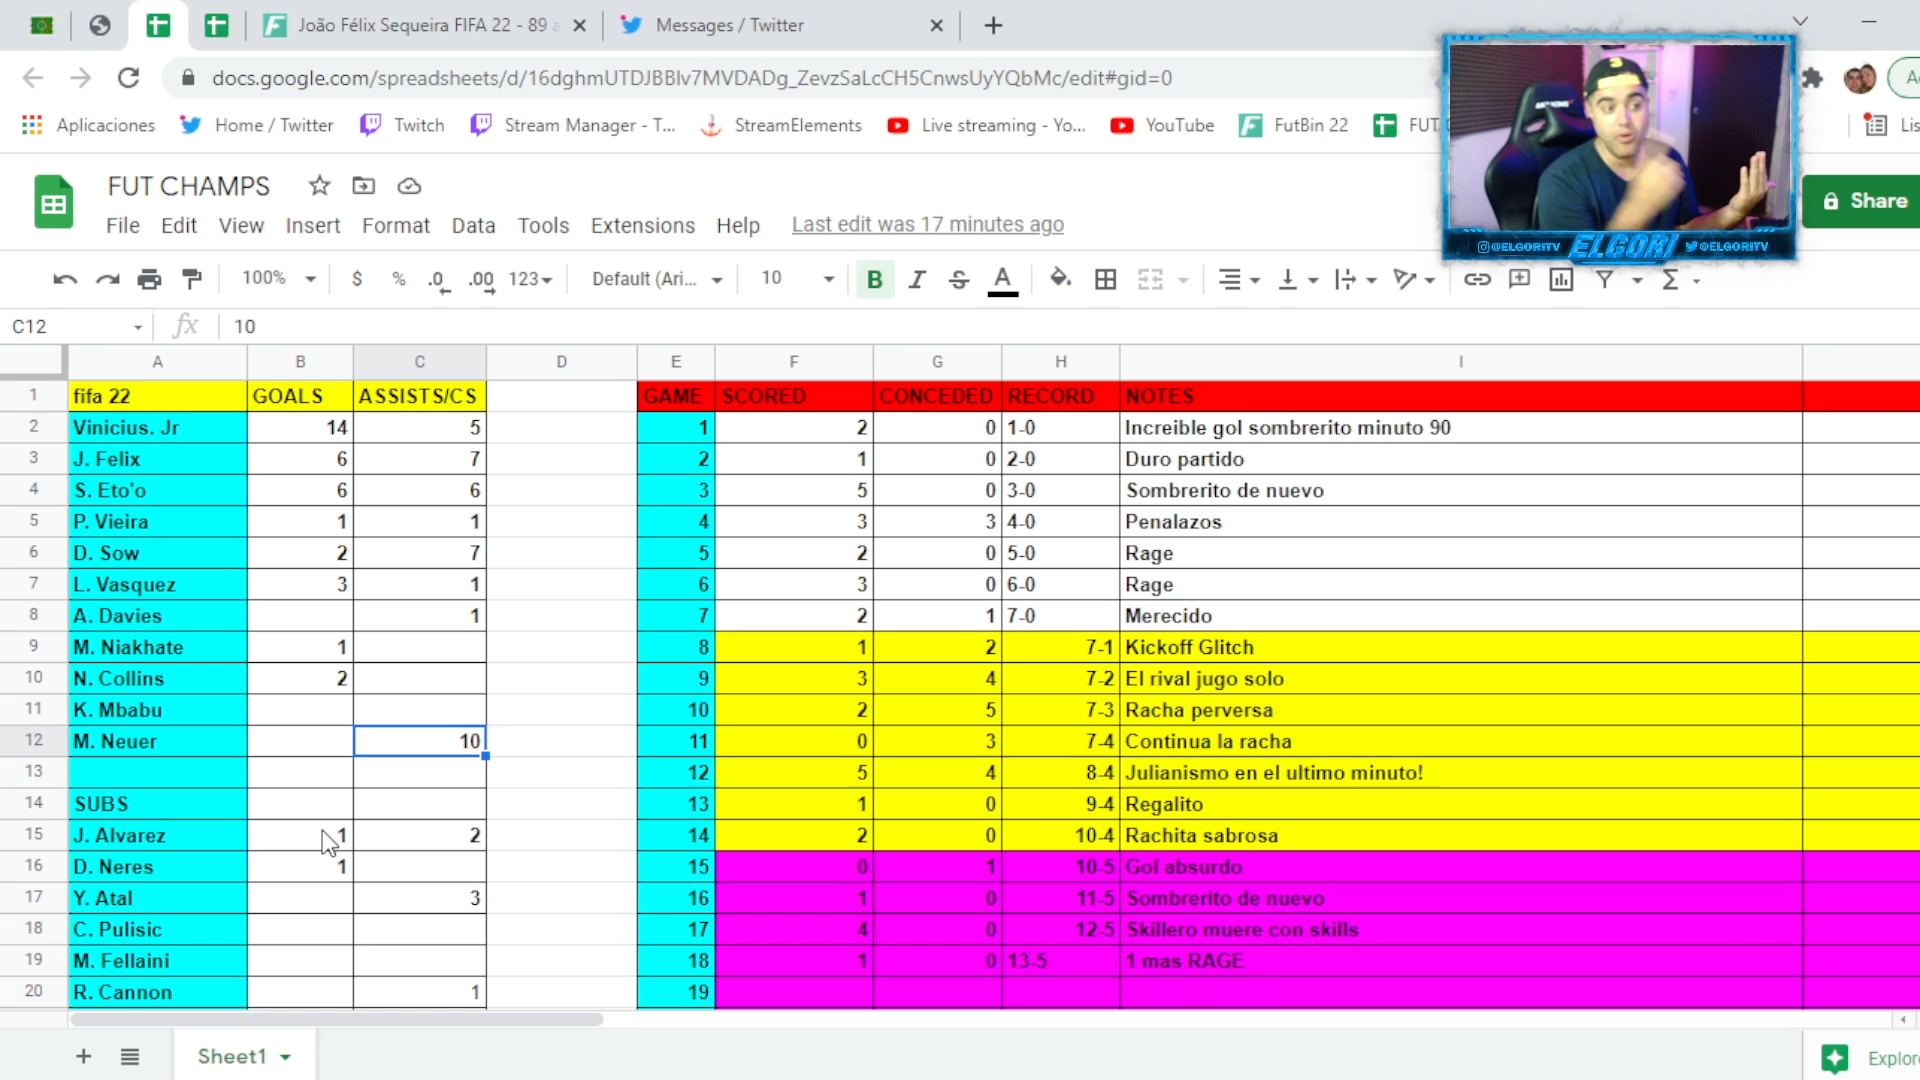 João Félix Sequeira FIFA 22 - 89
Messages / Twitter
docs.google.com/spreadsheets/d/16dghmUTDJBBlv7MVDADg_ZevzSaLcCH5CnwsUyYQbMc/edit#gid=0
Aplicaciones Home / Twitter Twitch Stream Manager - T... StreamElements Live streaming - Yo... YouTube FutBin 22 FUT Lis
FUT CHAMPS
File Edit View Insert Format Data Tools Extensions Help Last edit was 17 minutes ago
Share
@ELGORITV ELGORI @ELGORITV
100% $ % .0 .00 123 Default (Ari... 10 B I S A
C12 fx 10
A B C D E F G H I
1 fifa 22 GOALS ASSISTS/CS GAME SCORED CONCEDED RECORD NOTES
2 Vinicius. Jr 14 5 1 2 0 1-0 Increible gol sombrerito minuto 90
3 J. Felix 6 7 2 1 0 2-0 Duro partido
4 S. Eto'o 6 6 3 5 0 3-0 Sombrerito de nuevo
5 P. Vieira 1 1 4 3 3 4-0 Penalazos
6 D. Sow 2 7 5 2 0 5-0 Rage
7 L. Vasquez 3 1 6 3 0 6-0 Rage
8 A. Davies 1 7 2 1 7-0 Merecido
9 M. Niakhate 1 8 1 2 7-1 Kickoff Glitch
10 N. Collins 2 9 3 4 7-2 El rival jugo solo
11 K. Mbabu 10 2 5 7-3 Racha perversa
12 M. Neuer 10 11 0 3 7-4 Continua la racha
13 12 5 4 8-4 Julianismo en el ultimo minuto!
14 SUBS 13 1 0 9-4 Regalito
15 J. Alvarez 1 2 14 2 0 10-4 Rachita sabrosa
16 D. Neres 1 15 0 1 10-5 Gol absurdo
17 Y. Atal 3 16 1 0 11-5 Sombrerito de nuevo
18 C. Pulisic 17 4 0 12-5 Skillero muere con skills
19 M. Fellaini 18 1 0 13-5 1 mas RAGE
20 R. Cannon 1 19
Sheet1
Explore